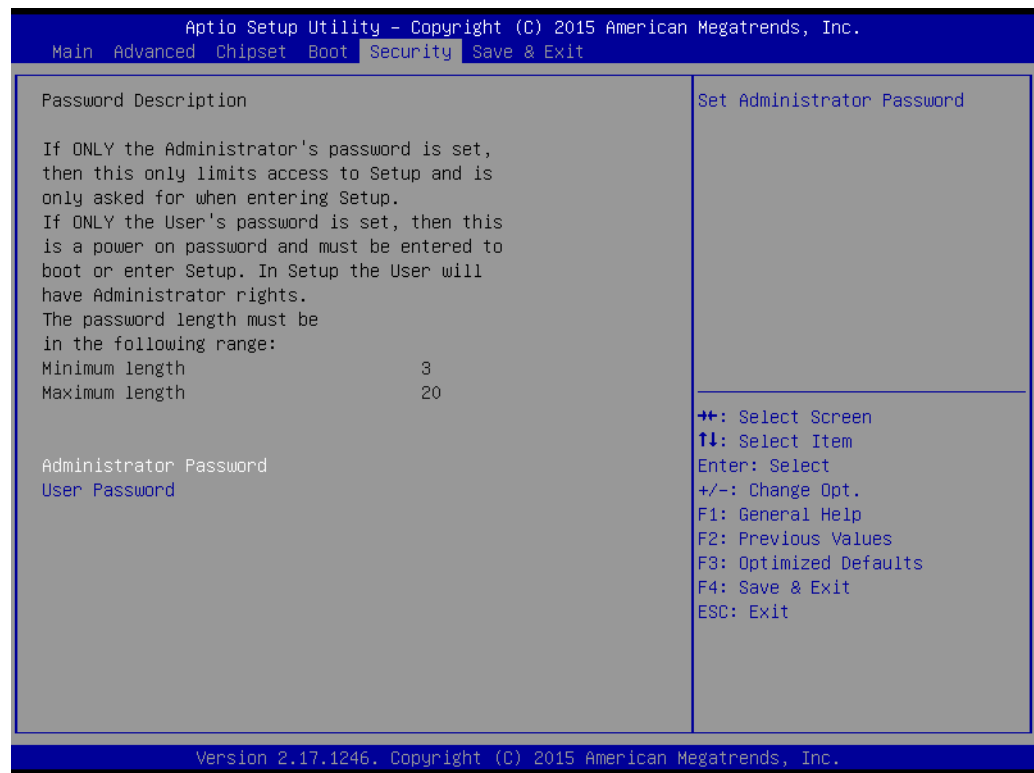 Aptio Setup Utility – Copyright (C) 2015 American Megatrends, Inc.
Main Advanced Chipset Boot Security Save & Exit
Password Description
If ONLY the Administrator's password is set,
then this only limits access to Setup and is
only asked for when entering Setup.
If ONLY the User's password is set, then this
is a power on password and must be entered to
boot or enter Setup. In Setup the User will
have Administrator rights.
The password length must be
in the following range:
Minimum length 3
Maximum length 20
Administrator Password
User Password
Set Administrator Password
→←: Select Screen
↑↓: Select Item
Enter: Select
+/-: Change Opt.
F1: General Help
F2: Previous Values
F3: Optimized Defaults
F4: Save & Exit
ESC: Exit
Version 2.17.1246. Copyright (C) 2015 American Megatrends, Inc.